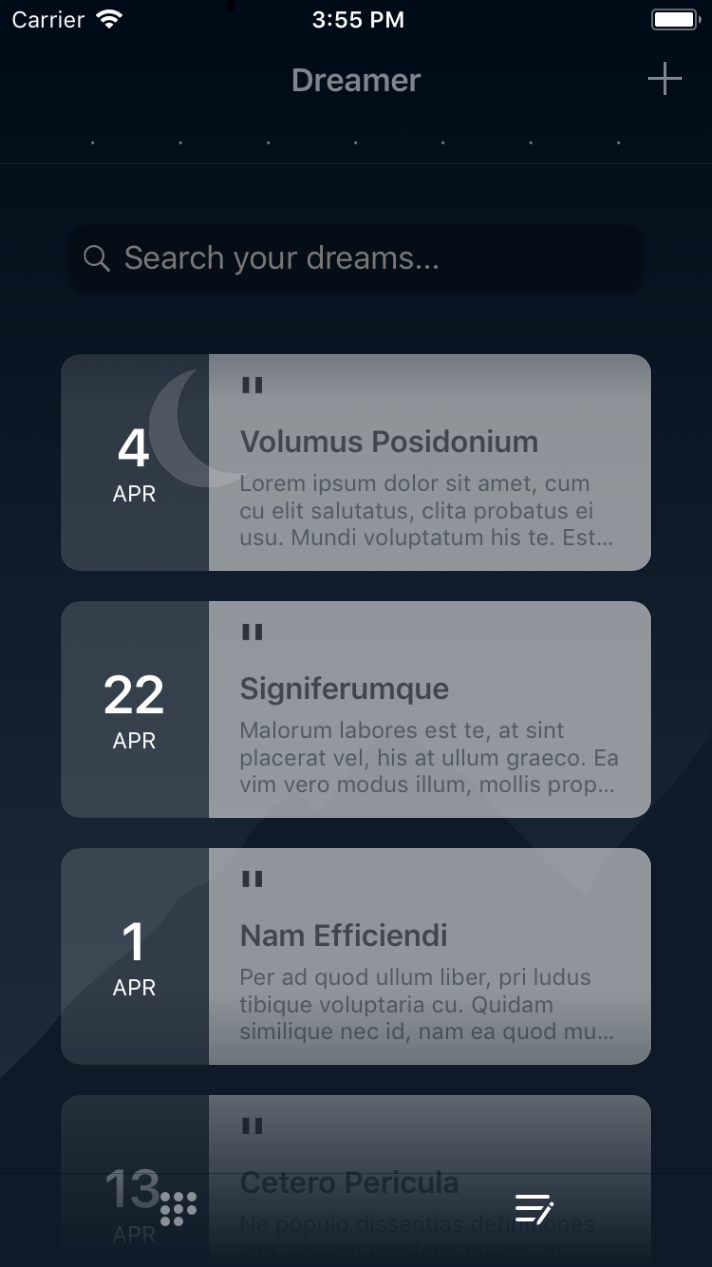 Carrier 3:55 PM
Dreamer
Search your dreams...
4
APR
"
Volumus Posidonium
Lorem ipsum dolor sit amet, cum
cu elit salutatus, clita probatus ei
usu. Mundi voluptatum his te. Est...
22
APR
"
Signiferumque
Malorum labores est te, at sint
placerat vel, his at ullum graeco. Ea
vim vero modus illum, mollis prop...
1
APR
"
Nam Efficiendi
Per ad quod ullum liber, pri ludus
tibique voluptaria cu. Quidam
similique nec id, nam ea quod mu...
13
APR
"
Cetero Pericula
Ne populo dissentias definitiones